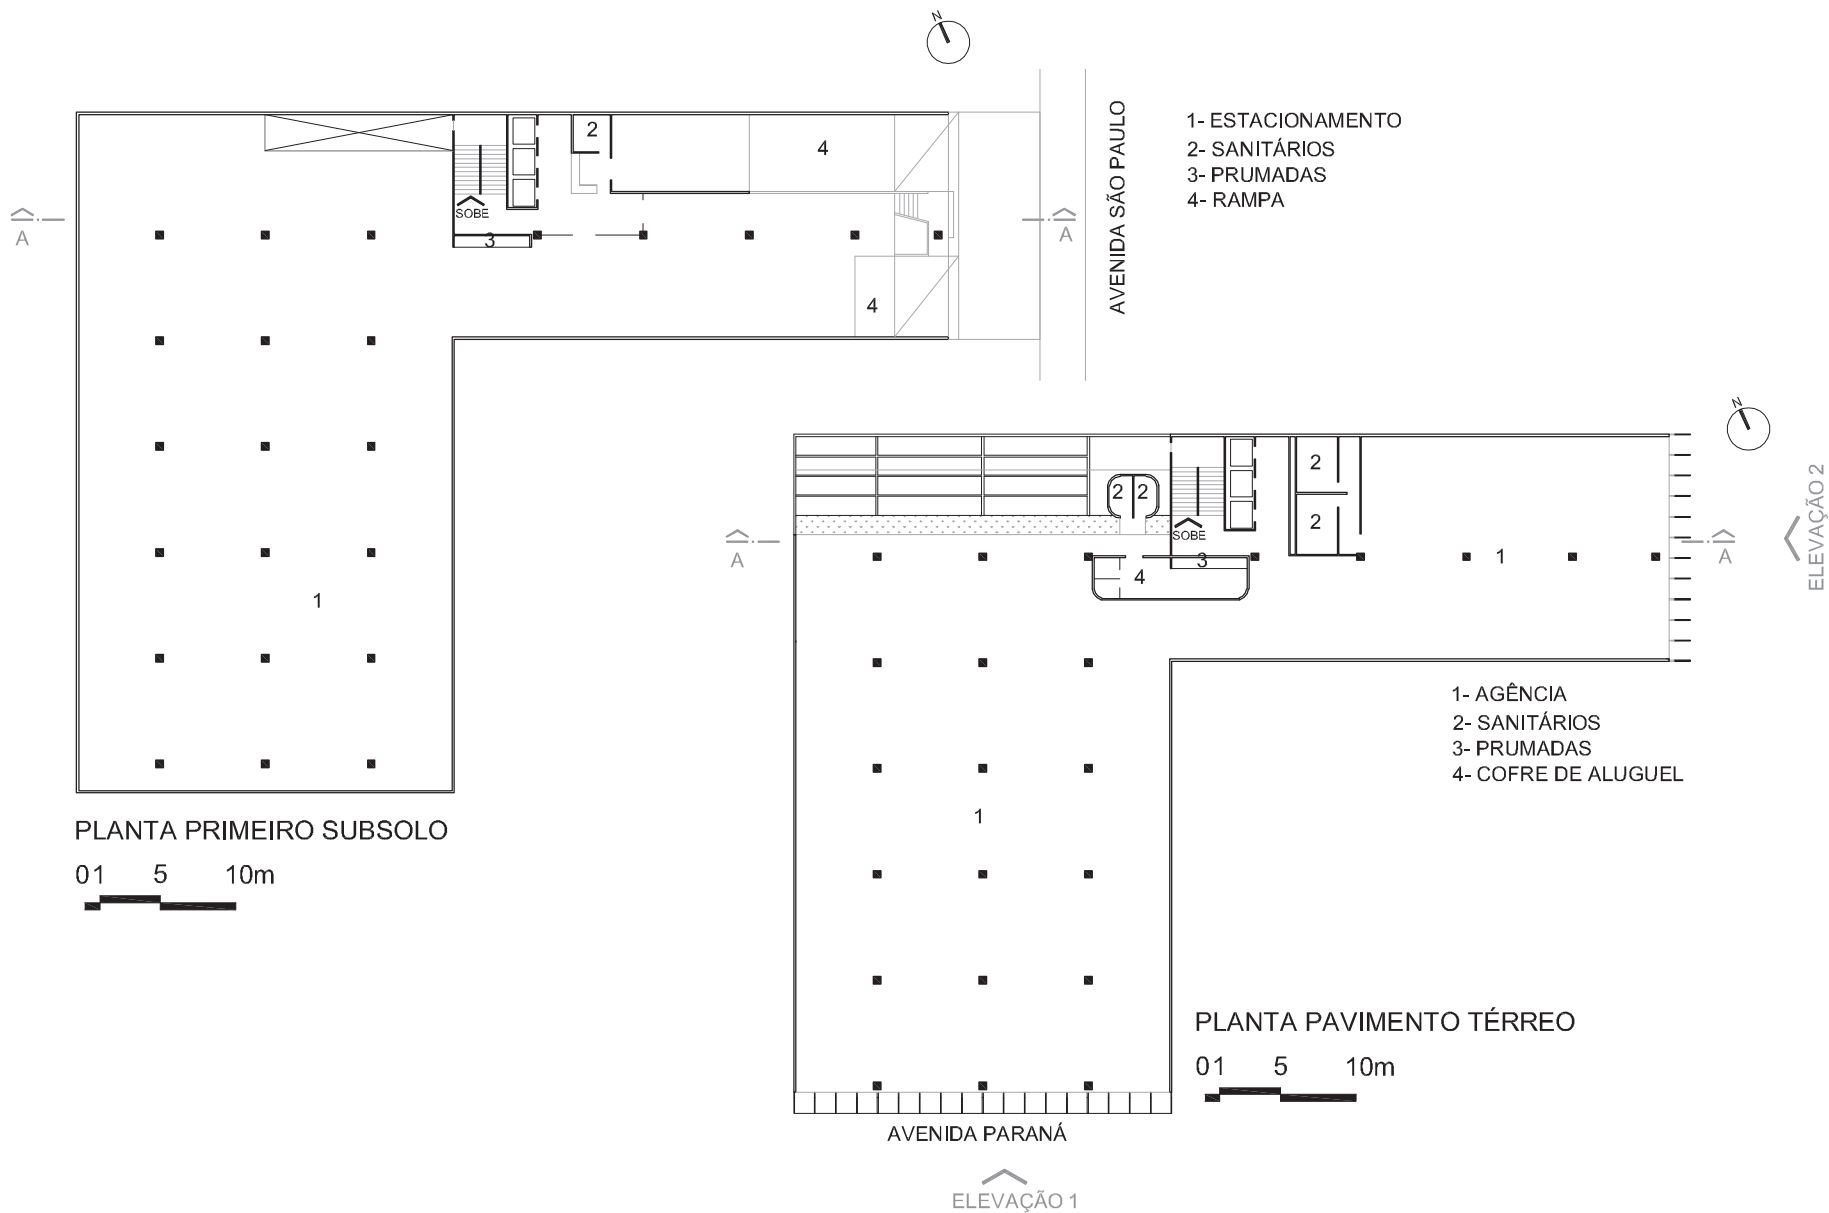 N
AVENIDA SÃO PAULO
1- ESTACIONAMENTO
2- SANITÁRIOS
3- PRUMADAS
4- RAMPA
2
4
SOBE
A
A
3
4
1
PLANTA PRIMEIRO SUBSOLO
01 5 10m
N
ELEVAÇÃO 2
2
2 2
2
SOBE
A
A
3
1
4
1
1- AGÊNCIA
2- SANITÁRIOS
3- PRUMADAS
4- COFRE DE ALUGUEL
PLANTA PAVIMENTO TÉRREO
01 5 10m
AVENIDA PARANÁ
ELEVAÇÃO 1